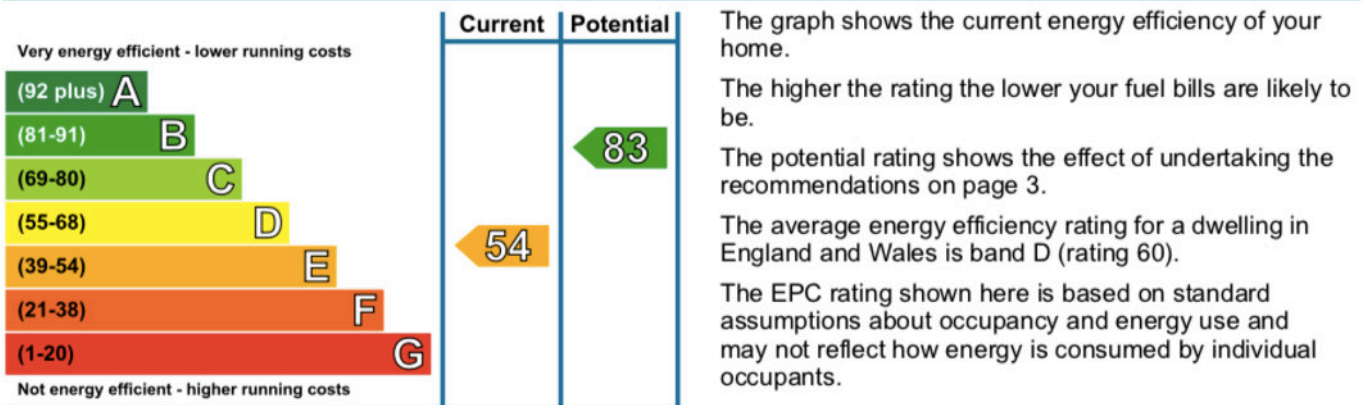 Current Potential
Very energy efficient - lower running costs
(92 plus) A
(81-91) B
83
(69-80) C
(55-68) D
54
(39-54) E
(21-38) F
(1-20) G
Not energy efficient - higher running costs
The graph shows the current energy efficiency of your
home.
The higher the rating the lower your fuel bills are likely to
be.
The potential rating shows the effect of undertaking the
recommendations on page 3.
The average energy efficiency rating for a dwelling in
England and Wales is band D (rating 60).
The EPC rating shown here is based on standard
assumptions about occupancy and energy use and
may not reflect how energy is consumed by individual
occupants.